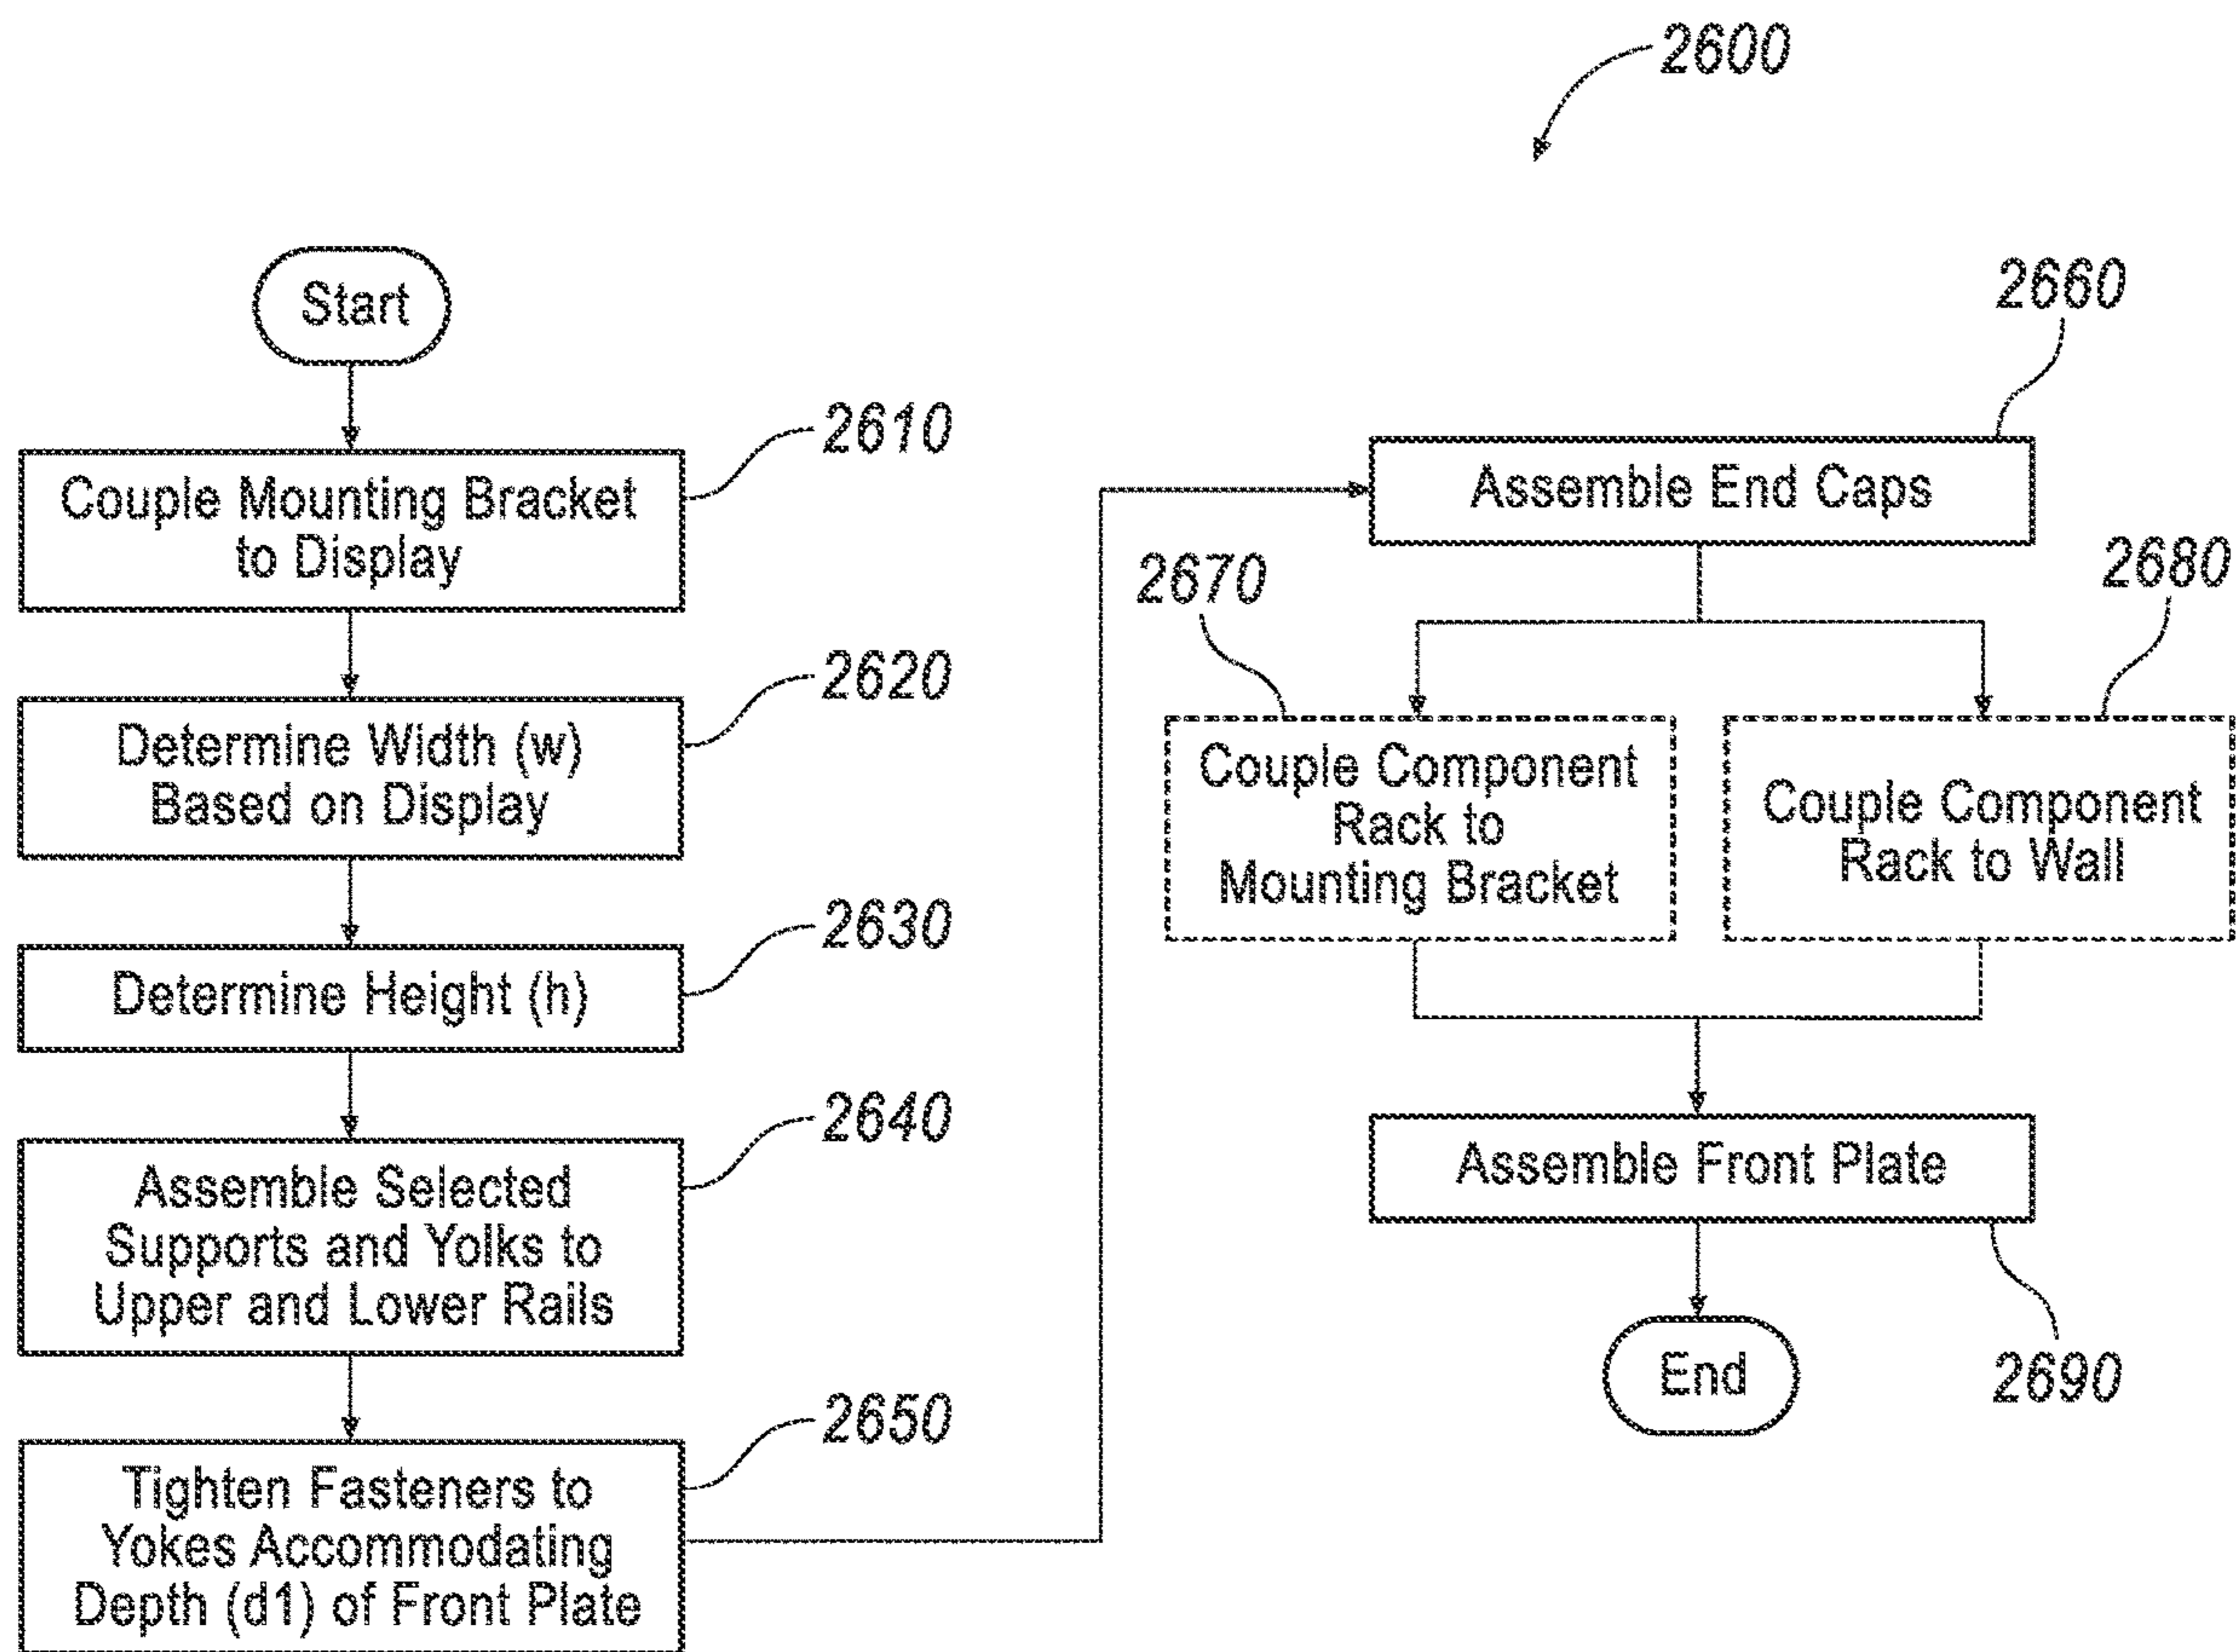 2600
Start
2610
Couple Mounting Bracket
to Display
2620
Determine Width (w)
Based on Display
2630
Determine Height (h)
2640
Assemble Selected
Supports and Yolks to
Upper and Lower Rails
2650
Tighten Fasteners to
Yokes Accommodating
Depth (d1) of Front Plate
2660
Assemble End Caps
2670
Couple Component
Rack to
Mounting Bracket
2680
Couple Component
Rack to Wall
Assemble Front Plate
2690
End